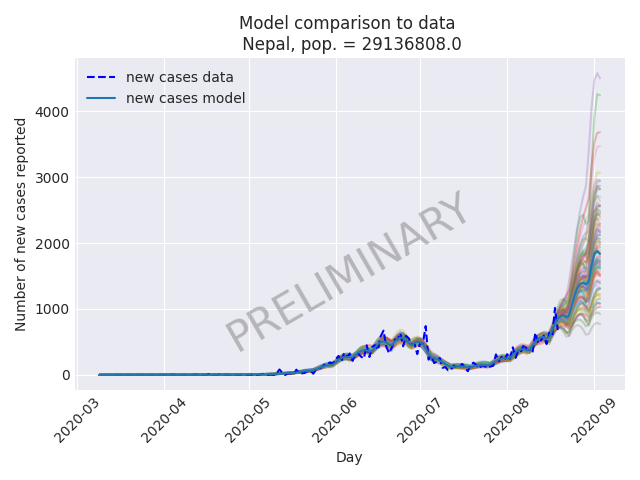 Model comparison to data
Nepal, pop. = 29136808.0
new cases data
new cases model
Number of new cases reported
4000
3000
2000
1000
0
PRELIMINARY
2020-03
2020-04
2020-05
2020-06
2020-07
2020-08
2020-09
Day